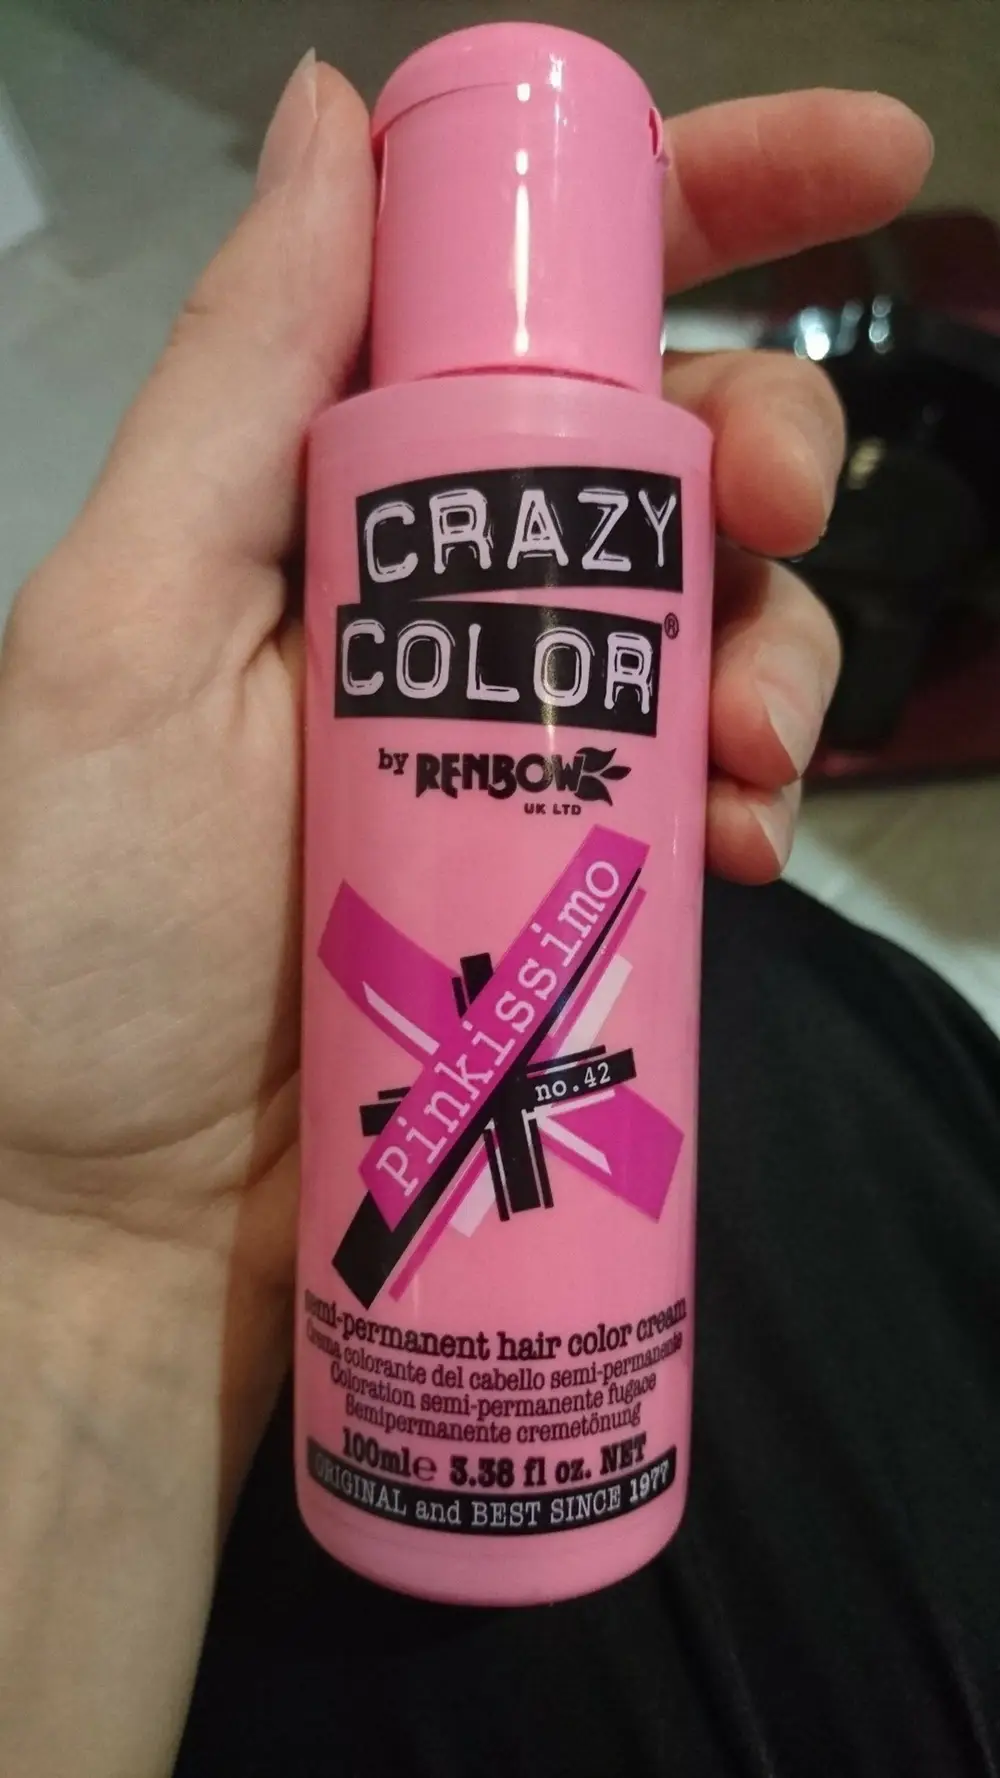 CRAZY
COLOR®
by RENBOW
UK LTD
Pinkissimo
no.42
semi-permanent hair color cream
Crema colorante del cabello semi-permanente
Coloration semi-permanente fugace
Semipermanente cremetönung
100ml℮ 3.38 fl oz. NET
ORIGINAL and BEST SINCE 1977